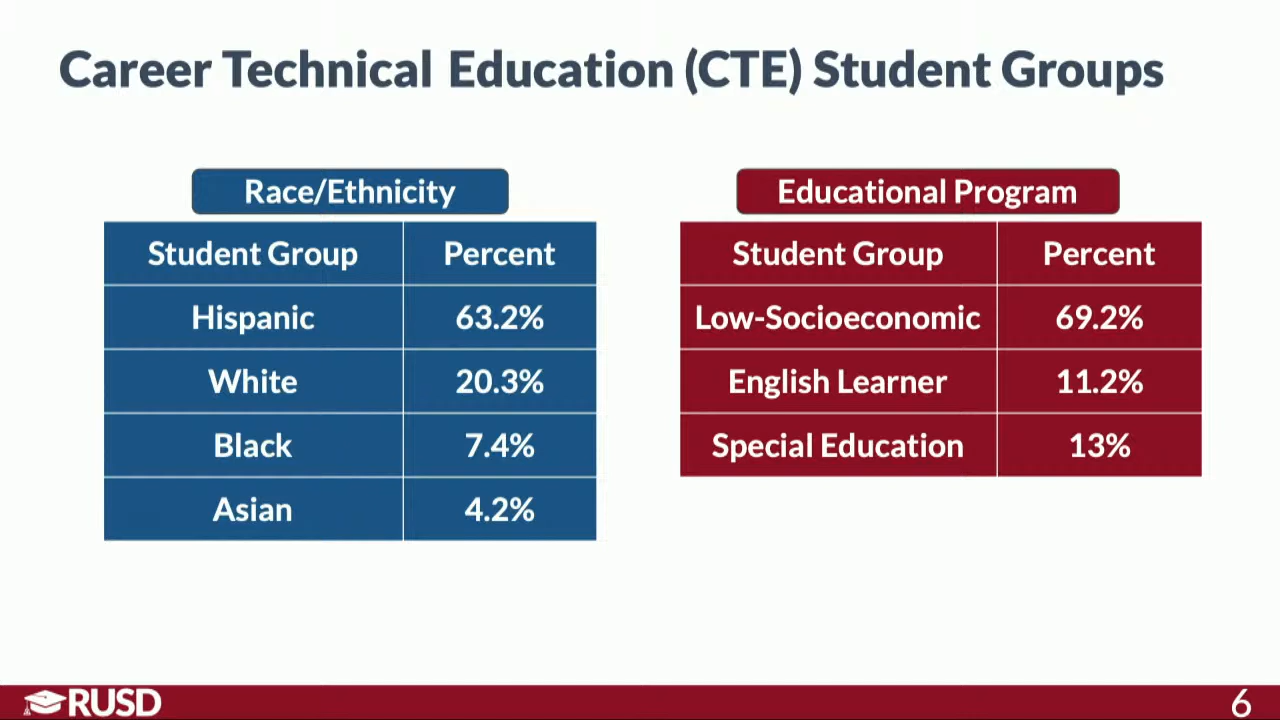 Career Technical Education (CTE) Student Groups
Race/Ethnicity
Student Group Percent
Hispanic 63.2%
White 20.3%
Black 7.4%
Asian 4.2%
Educational Program
Student Group Percent
Low-Socioeconomic 69.2%
English Learner 11.2%
Special Education 13%
RUSD
6